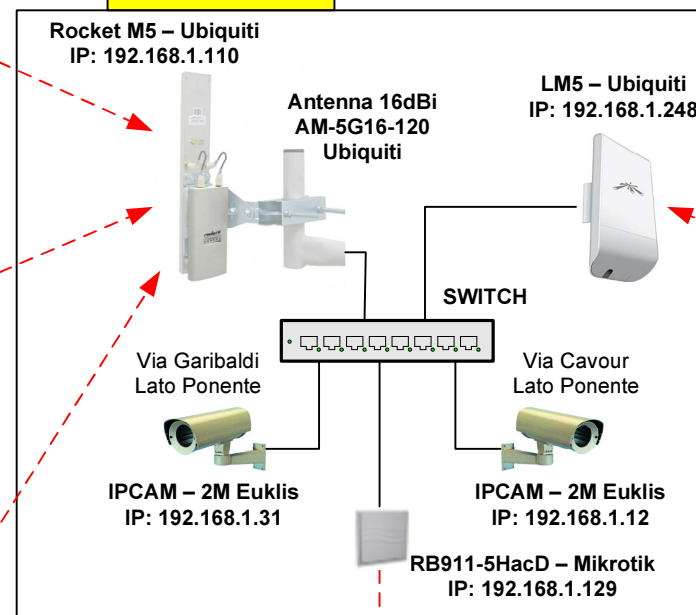 Rocket M5 – Ubiquiti
IP: 192.168.1.110
Antenna 16dBi
AM-5G16-120
Ubiquiti
LM5 – Ubiquiti
IP: 192.168.1.248
SWITCH
Via Garibaldi
Lato Ponente
Via Cavour
Lato Ponente
IPCAM – 2M Euklis
IP: 192.168.1.31
IPCAM – 2M Euklis
IP: 192.168.1.12
RB911-5HacD – Mikrotik
IP: 192.168.1.129